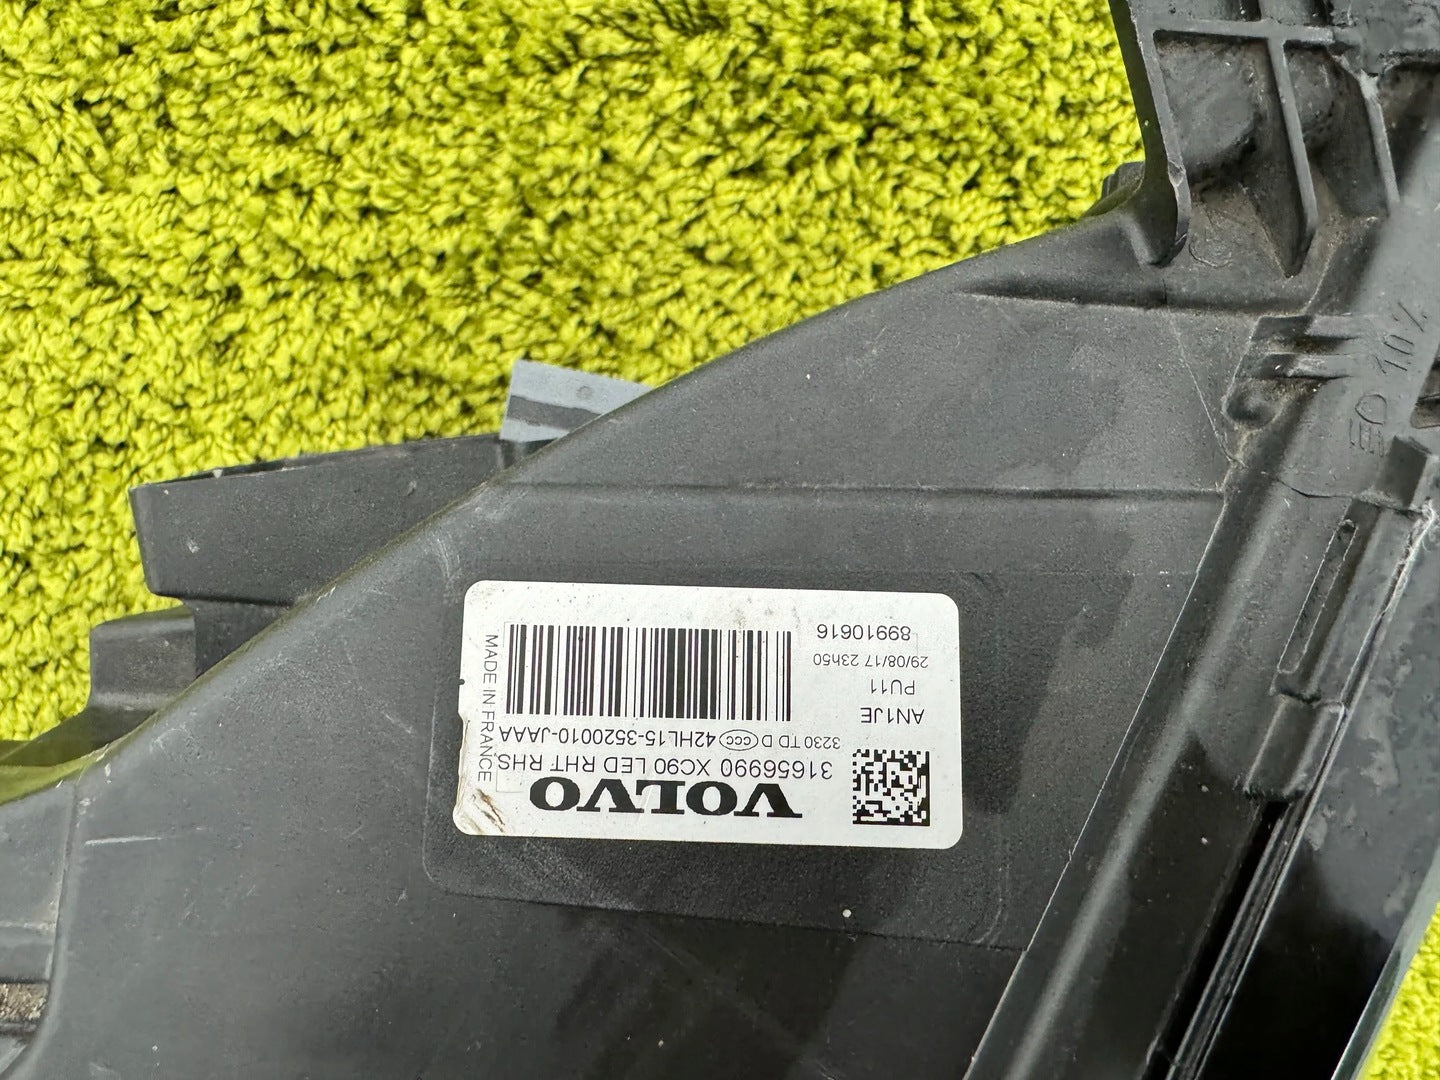 VOLVO
31656990 XC90 LED RHT RHS
3230 TD D CCC 42HL15-3520010-JAAA
AN1JE
PU11
29/08/17 23h50
89910616
MADE IN FRANCE